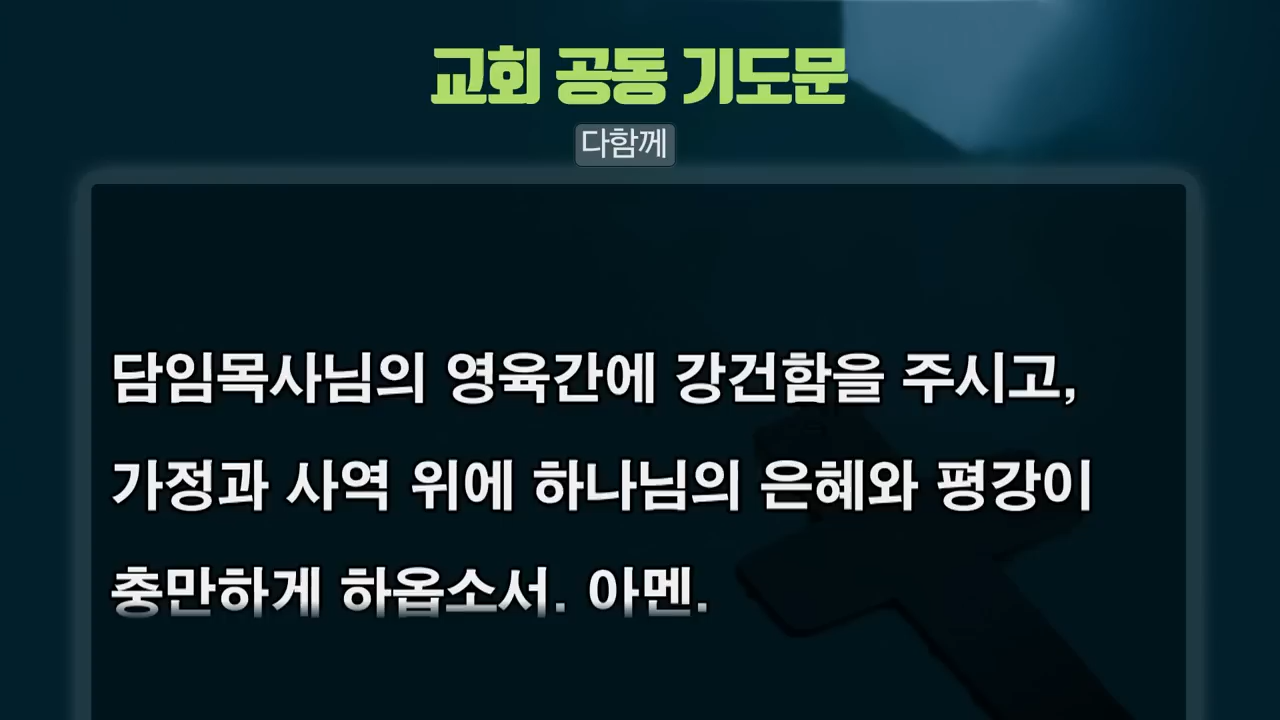 교회 공동 기도문
다함께
담임목사님의 영육간에 강건함을 주시고,
가정과 사역 위에 하나님의 은혜와 평강이
충만하게 하옵소서. 아멘.